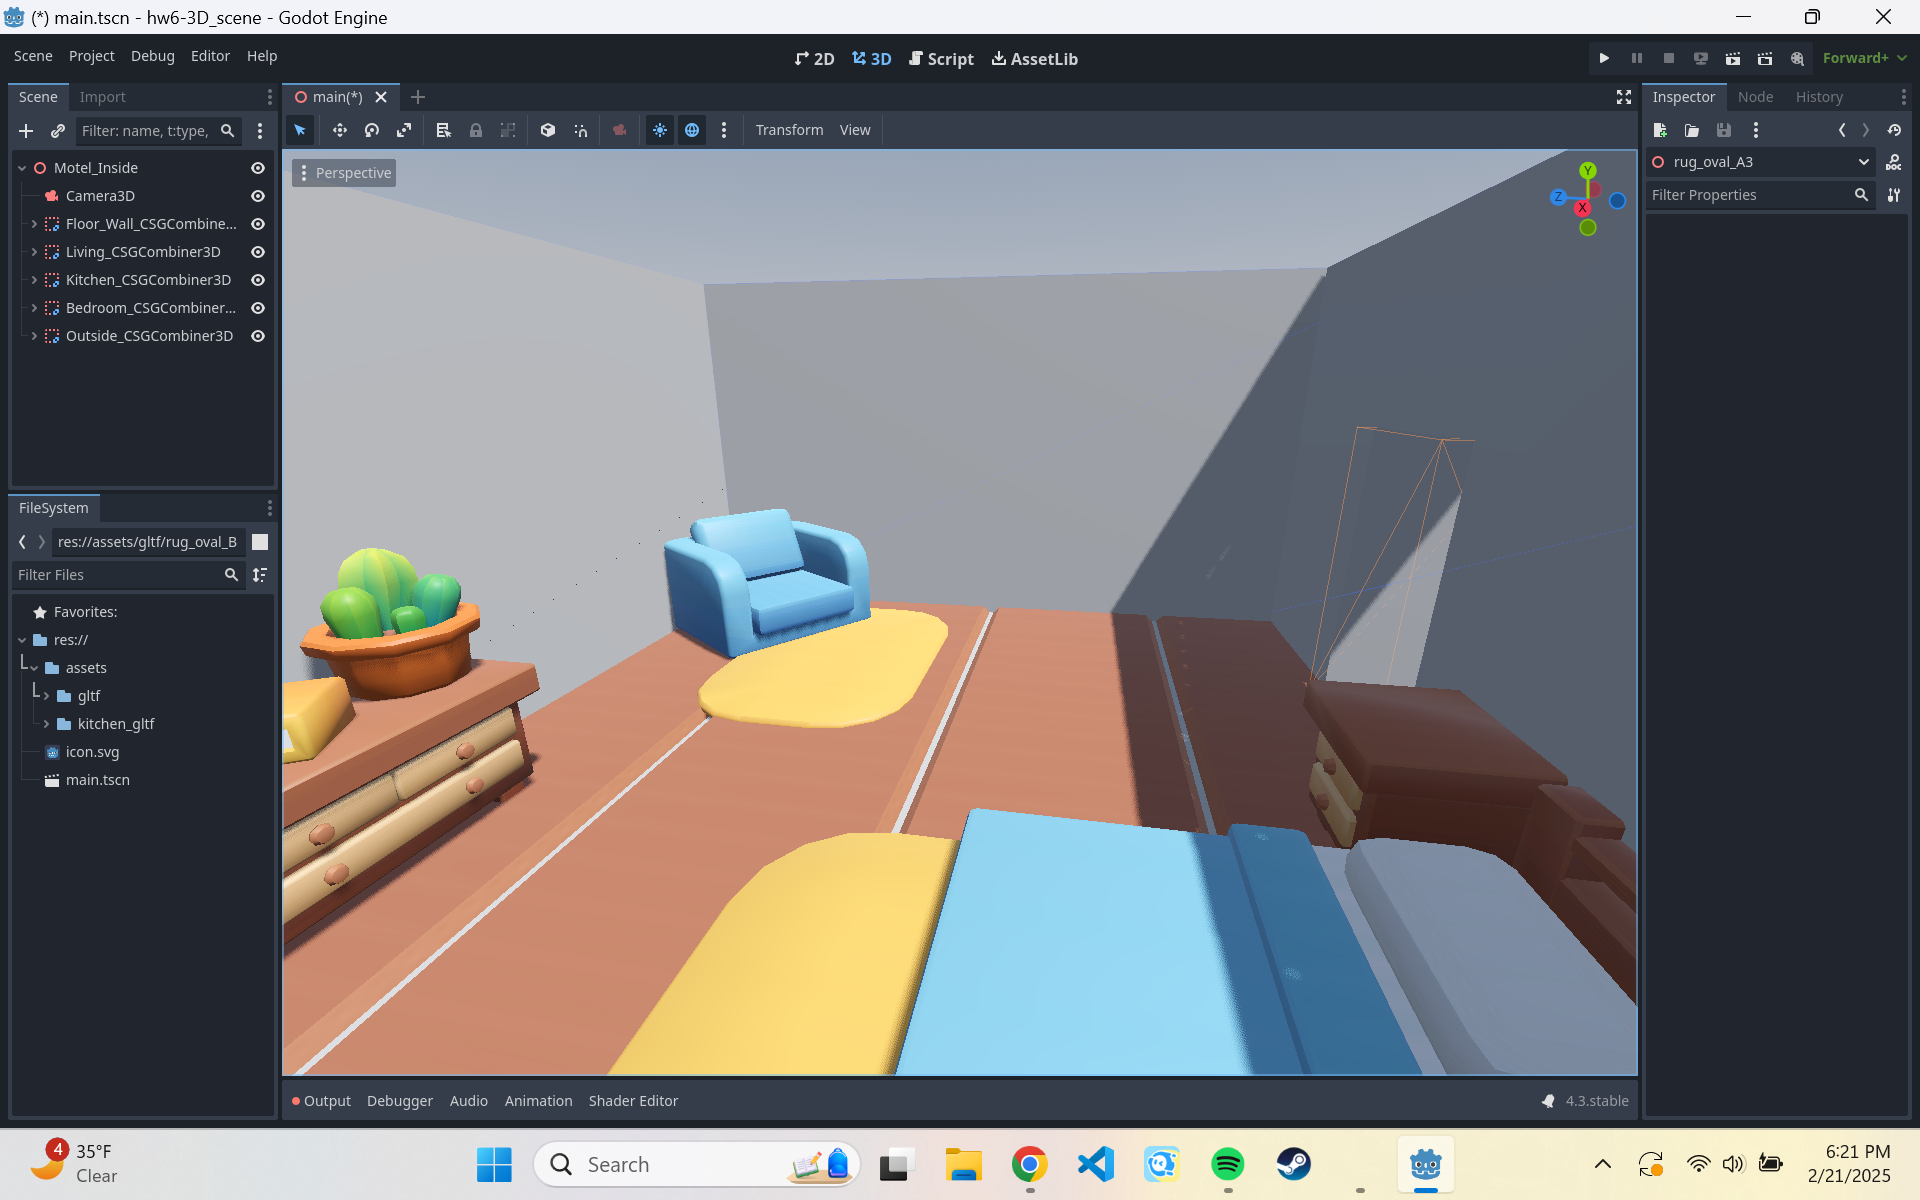 (*) main.tscn - hw6-3D_scene - Godot Engine
Scene Project Debug Editor Help
2D 3D Script AssetLib
Forward+
Scene Import
main(*)
Inspector Node History
Filter: name, t:type,
Transform View
Motel_Inside
Camera3D
Floor_Wall_CSGCombine...
Living_CSGCombiner3D
Kitchen_CSGCombiner3D
Bedroom_CSGCombiner...
Outside_CSGCombiner3D
Perspective
Y
Z
X
rug_oval_A3
Filter Properties
FileSystem
res://assets/gltf/rug_oval_B
Filter Files
Favorites:
res://
assets
gltf
kitchen_gltf
icon.svg
main.tscn
Output Debugger Audio Animation Shader Editor
4.3.stable
4
35°F
Clear
Search
6:21 PM
2/21/2025